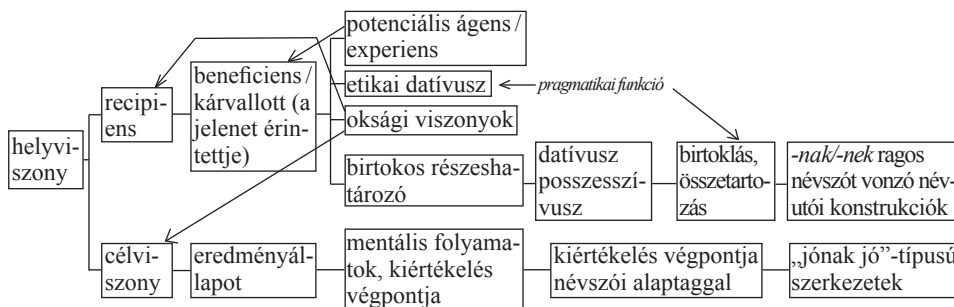 potenciális ágens /
experiens
beneficiens /
kárvallott (a
jelenet érin-
tettje)
etikai datívusz
pragmatikai funkció
recipi-
ens
oksági viszonyok
helyvi-
szony
birtokos részesha-
tározó
datívusz
posszesszí-
vusz
birtoklás,
összetarto-
zás
-nak/-nek ragos
névszót vonzó név-
utói konstrukciók
célvi-
szony
eredményál-
lapot
mentális folyama-
tok, kiértékelés
végpontja
kiértékelés végpontja
névszói alaptaggal
„jónak jó”-típusú
szerkezetek